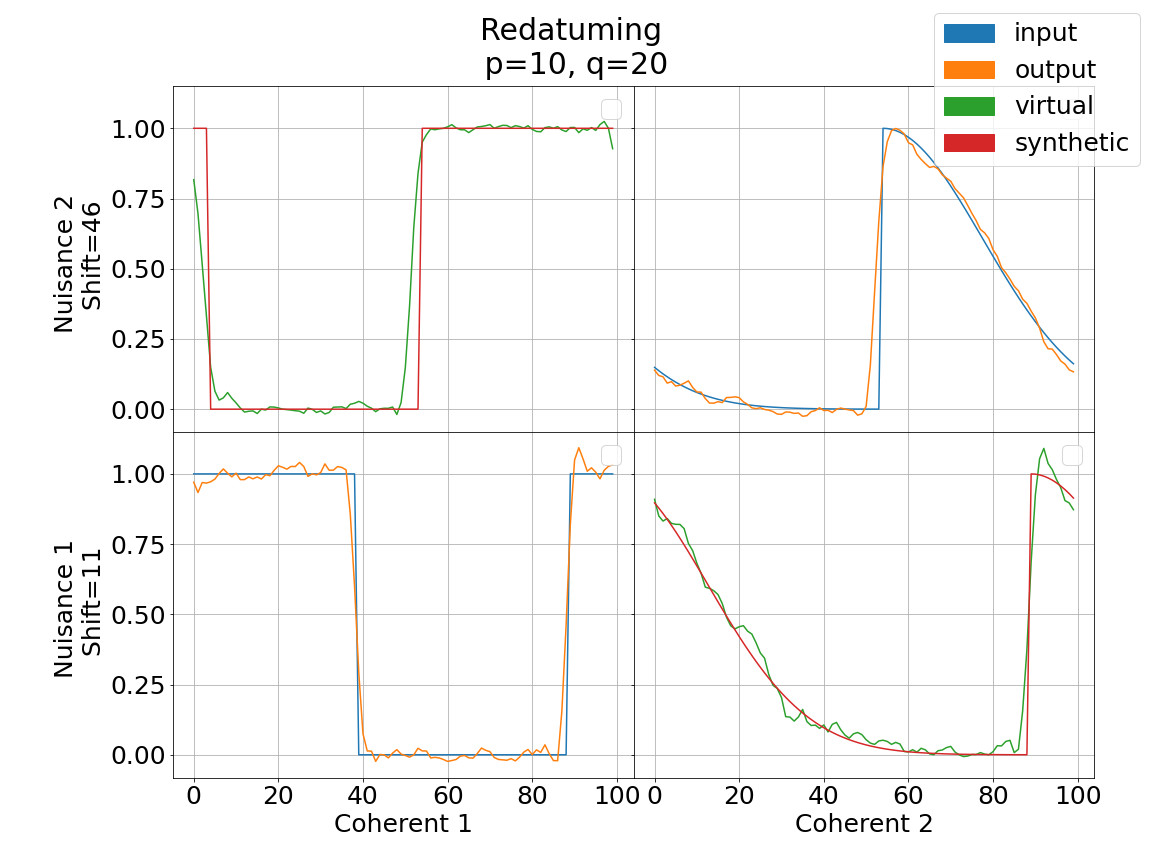 Redatuming
p=10, q=20
input
output
virtual
synthetic
Nuisance 2
Shift=46
1.00
0.75
0.50
0.25
0.00
Nuisance 1
Shift=11
1.00
0.75
0.50
0.25
0.00
0 20 40 60 80 100
0 20 40 60 80 100
Coherent 1
Coherent 2